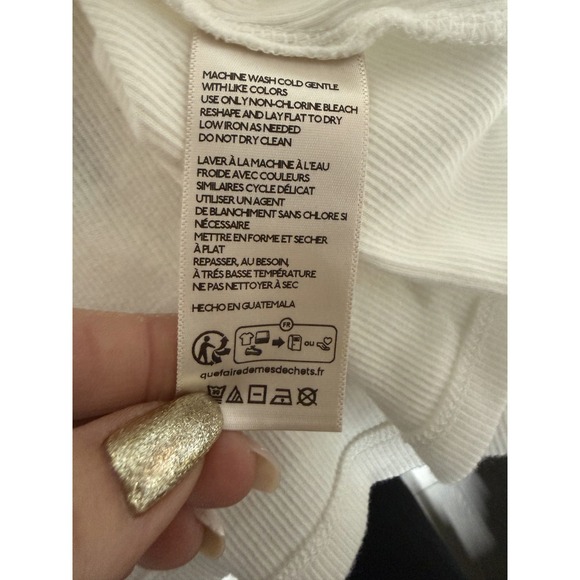 MACHINE WASH COLD GENTLE
WITH LIKE COLORS
USE ONLY NON-CHLORINE BLEACH
RESHAPE AND LAY FLAT TO DRY
LOW IRON AS NEEDED
DO NOT DRY CLEAN
LAVER À LA MACHINE À L'EAU
FROIDE AVEC COULEURS
SIMILAIRES CYCLE DÉLICAT
UTILISER UN AGENT
DE BLANCHIMENT SANS CHLORE SI
NÉCESSAIRE
METTRE EN FORME ET SECHER
À PLAT
REPASSER, AU BESOIN,
À TRÉS BASSE TEMPÉRATURE
NE PAS NETTOYER À SEC
HECHO EN GUATEMALA
FR
OU
quefairedemesdechets.fr